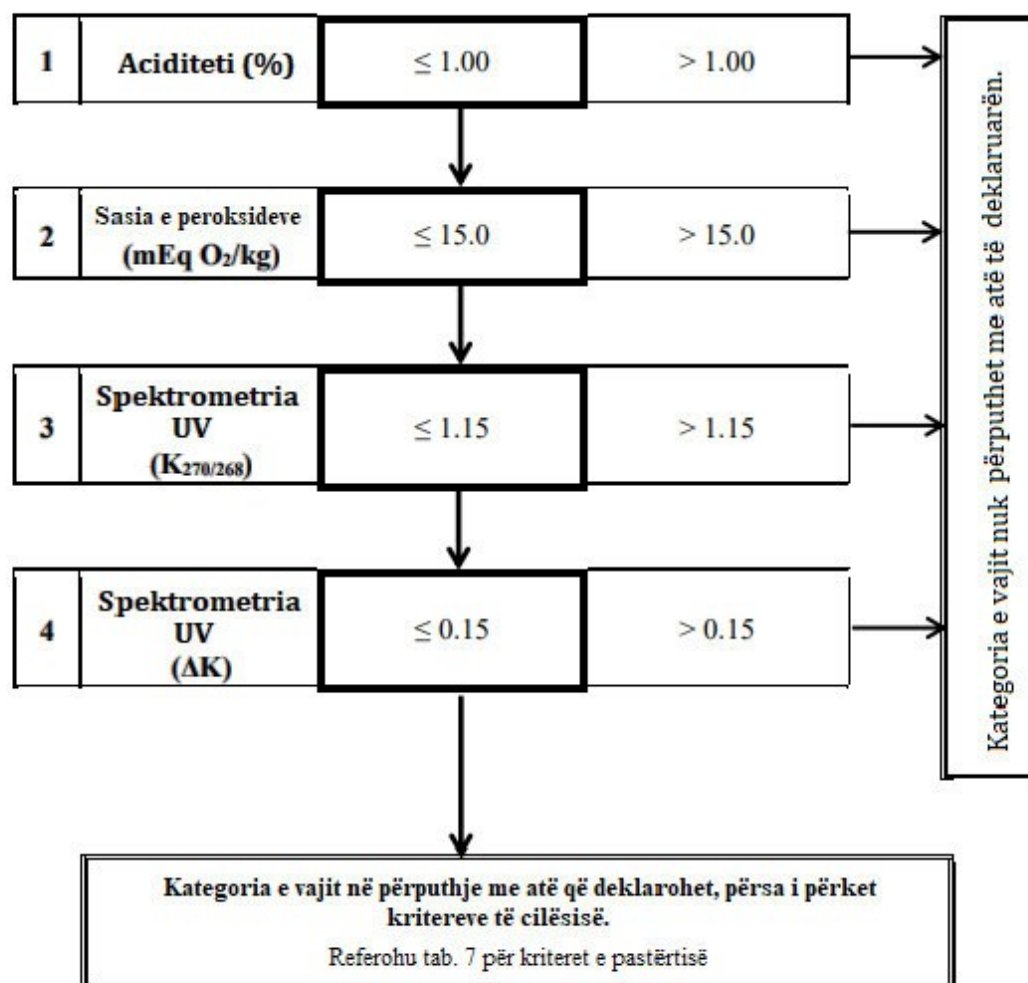 1 Aciditeti (%) ≤ 1.00 > 1.00
2 Sasia e peroksideve
(mEq O₂/kg) ≤ 15.0 > 15.0
3 Spektrometria
UV
(K₂₇₀/₂₆₈) ≤ 1.15 > 1.15
4 Spektrometria
UV
(ΔK) ≤ 0.15 > 0.15
Kategoria e vajit nuk përputhet me atë të deklaruarën.
Kategoria e vajit në përputhje me atë që deklarohet, përsa i përket
kritereve të cilësisë.
Referohu tab. 7 për kriteret e pastërtisë